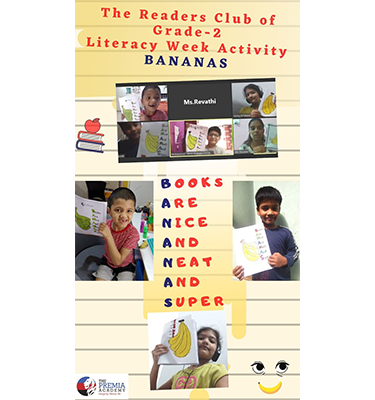 The Readers Club of
Grade-2
Literacy Week Activity
BANANAS
Ms.Revathi
BOOKS
ARE
NICE
AND
NEAT
AND
SUPER
THE
PREMIA
ACADEMY